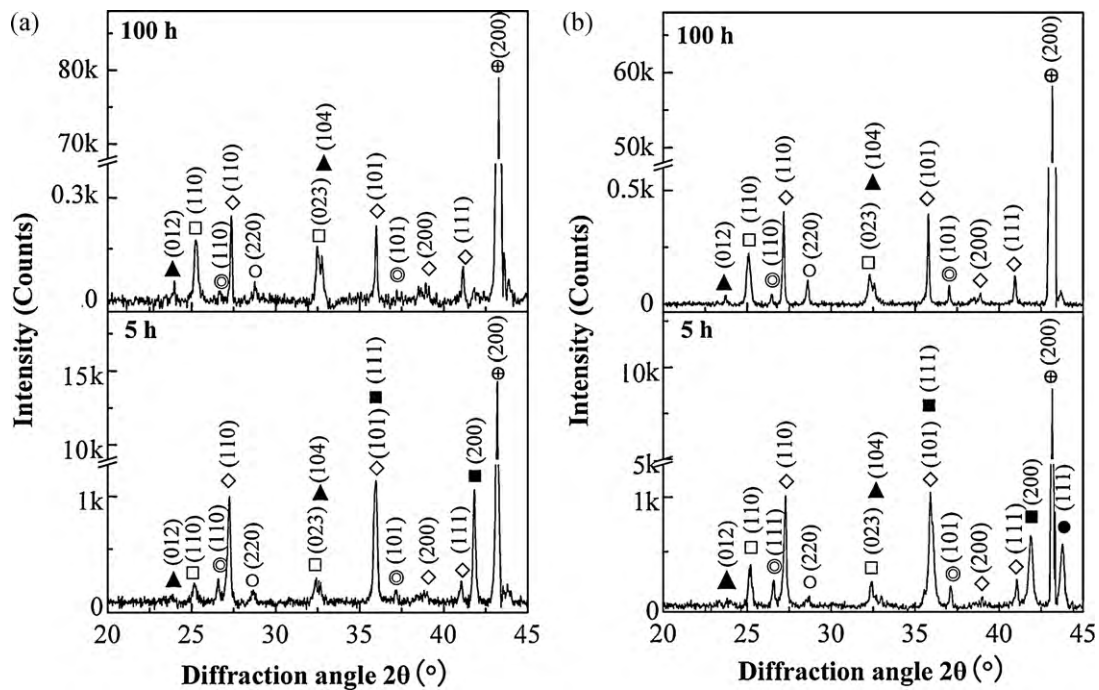 (a)
100 h
80k
70k
0.3k
0
▲ (012)
□ (110)
◎ (110)
◇ (110)
○ (220)
□ (023) ▲ (104)
◇ (101)
◎ (101)
◇ (200)
◇ (111)
⊕ (200)
5 h
15k
10k
1k
0
▲ (012)
□ (110)
◎ (110)
◇ (110)
○ (220)
□ (023) ▲ (104)
◇ (101) ■ (111)
◎ (101)
◇ (200)
◇ (111)
■ (200)
⊕ (200)
20 25 30 35 40 45
Diffraction angle 2θ (°)
Intensity (Counts)
(b)
100 h
60k
50k
0.5k
0
▲ (012)
□ (110)
◎ (110)
◇ (110)
○ (220)
□ (023) ▲ (104)
◇ (101)
◎ (101)
◇ (200)
◇ (111)
⊕ (200)
5 h
10k
5k
1k
0
▲ (012)
□ (110)
◎ (111)
◇ (110)
○ (220)
□ (023) ▲ (104)
◇ (101) ■ (111)
◎ (101)
◇ (200)
◇ (111)
■ (200)
⊕ (200)
● (111)
20 25 30 35 40 45
Diffraction angle 2θ (°)
Intensity (Counts)